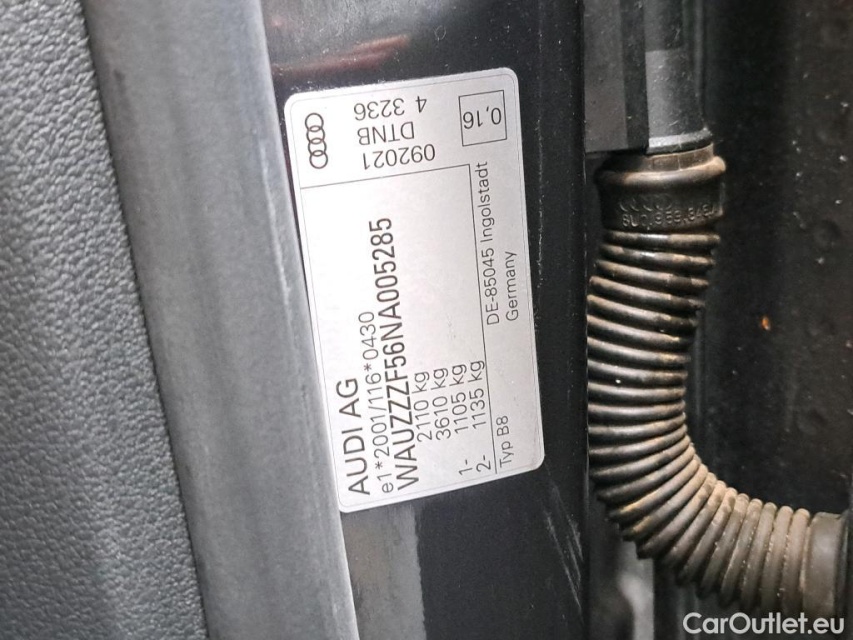 AUDI AG
e1*2001/116*0430
WAUZZZF56NA005285
2110 kg
3610 kg
1- 1105 kg
2- 1135 kg
Typ B8
DE-85045 Ingolstadt
Germany
092021
DTNB
4 3236
0,16
CarOutlet.eu